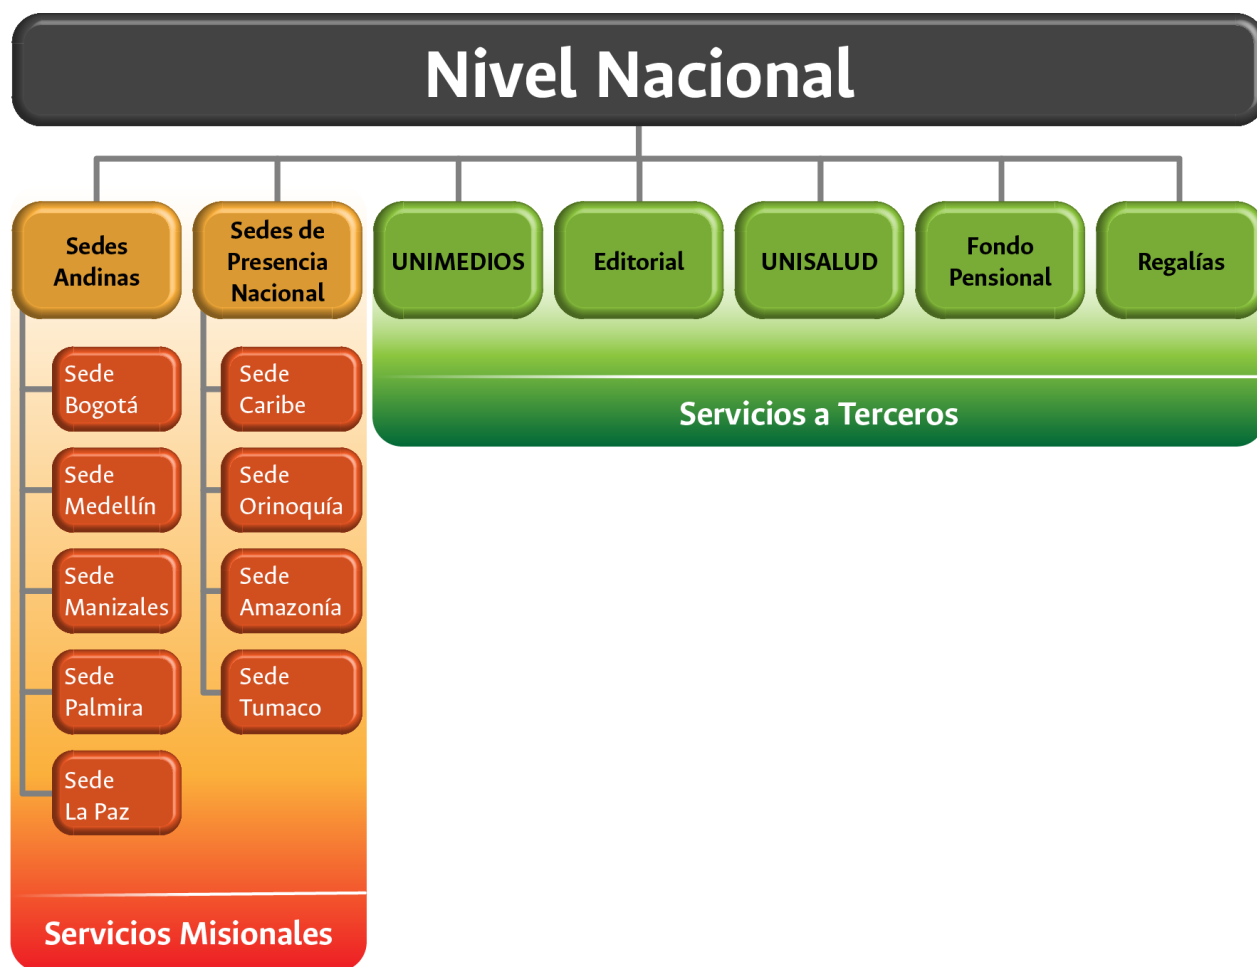 Nivel Nacional
Sedes
Andinas
Sedes de
Presencia
Nacional
UNIMEDIOS
Editorial
UNISALUD
Fondo
Pensional
Regalías
Sede
Bogotá
Sede
Medellín
Sede
Manizales
Sede
Palmira
Sede
La Paz
Sede
Caribe
Sede
Orinoquía
Sede
Amazonía
Sede
Tumaco
Servicios a Terceros
Servicios Misionales